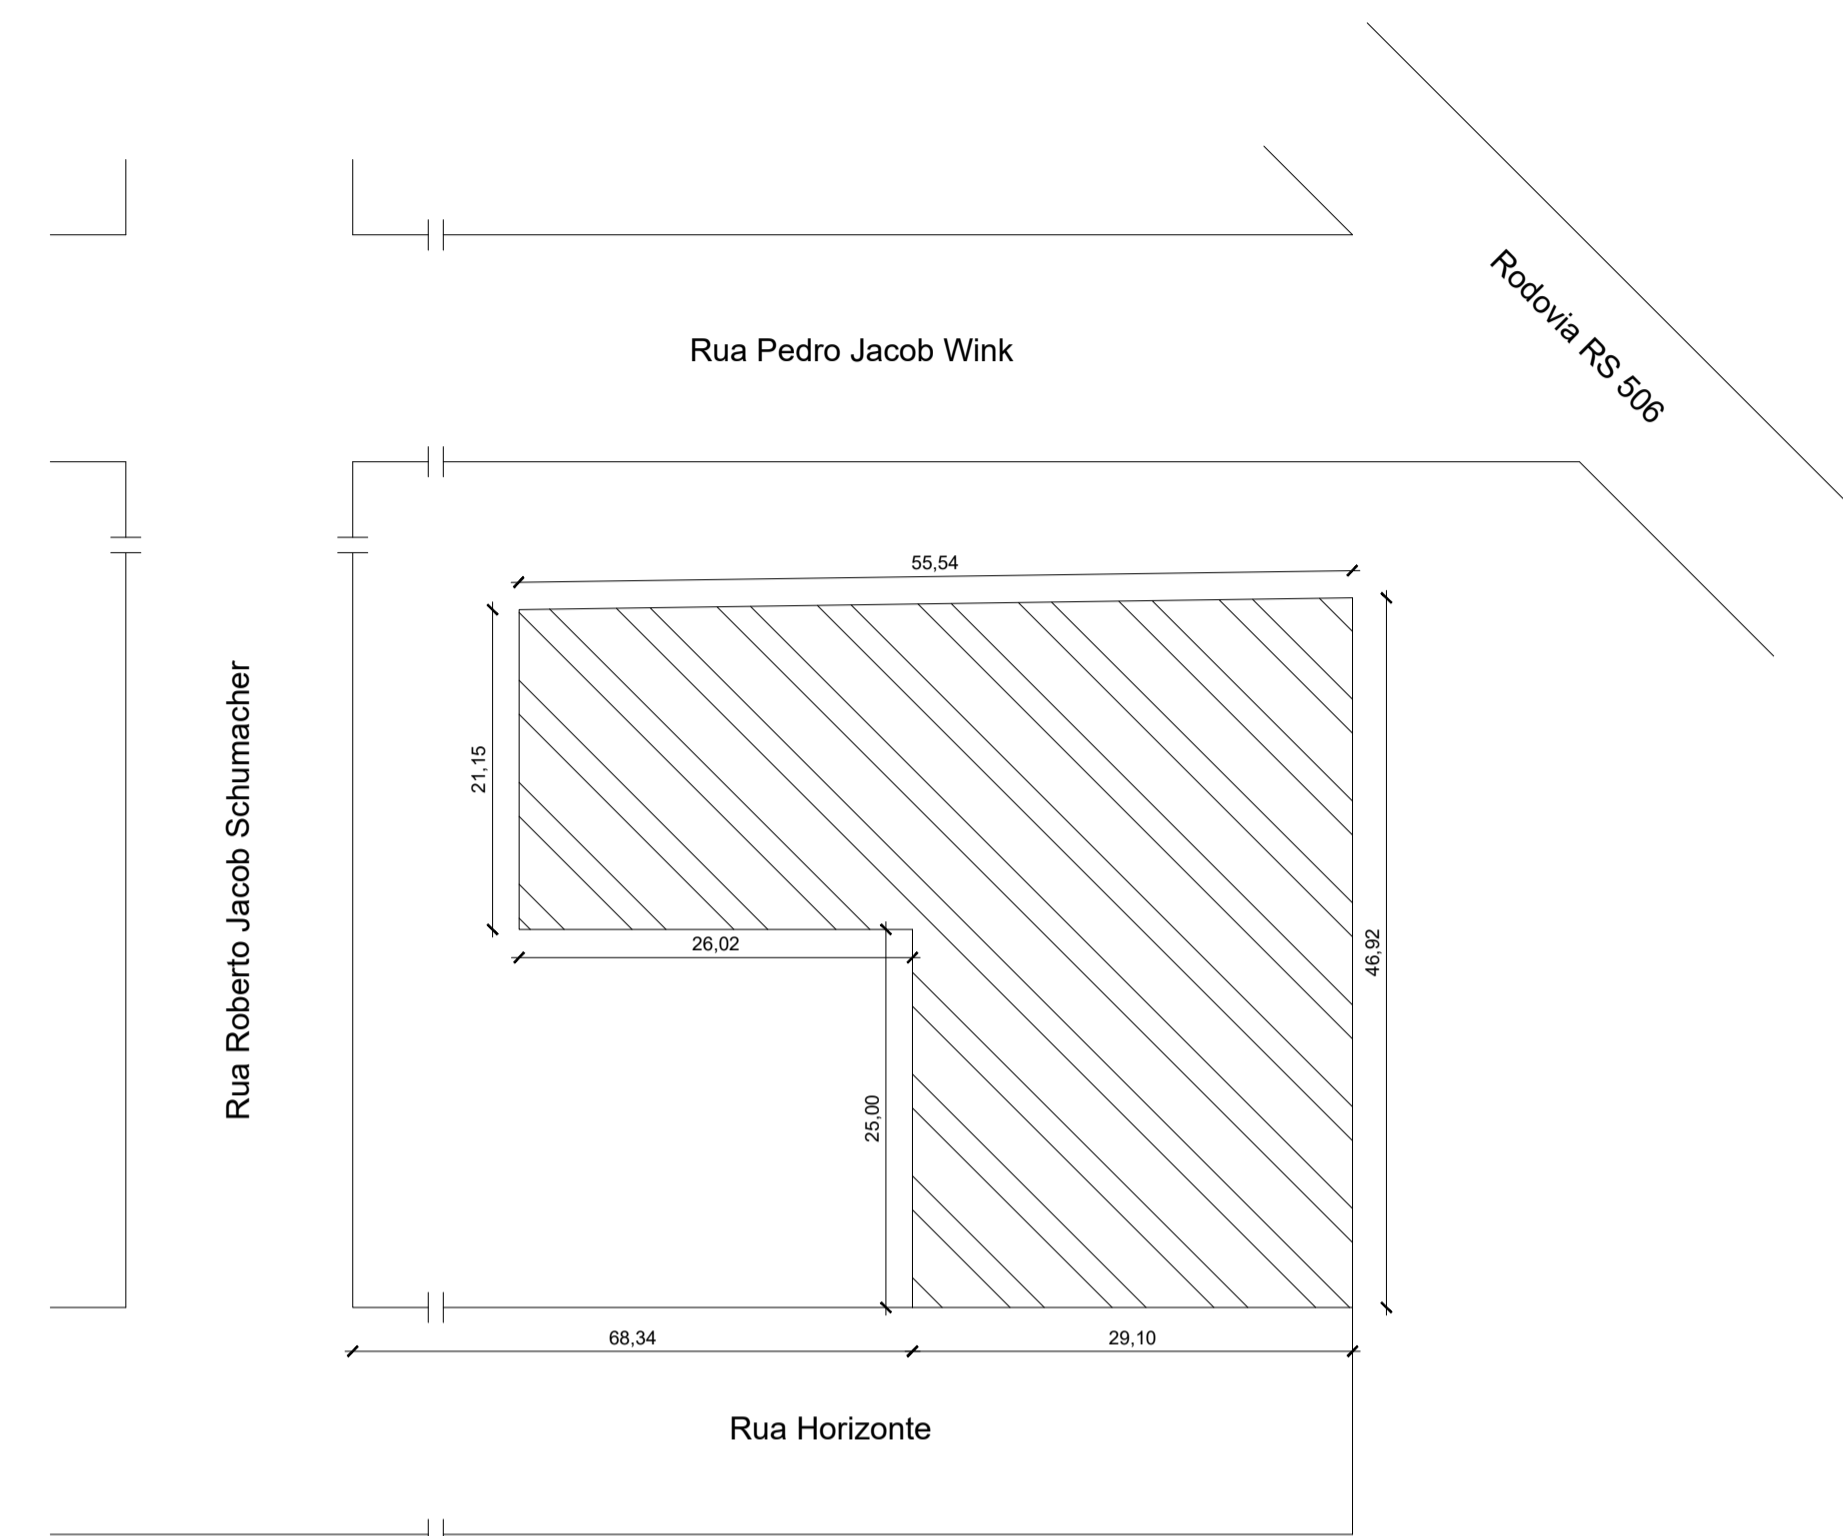 Rodovia RS 506
Rua Pedro Jacob Wink
55,54
21,15
Rua Roberto Jacob Schumacher
26,02
46,92
25,00
68,34
29,10
Rua Horizonte